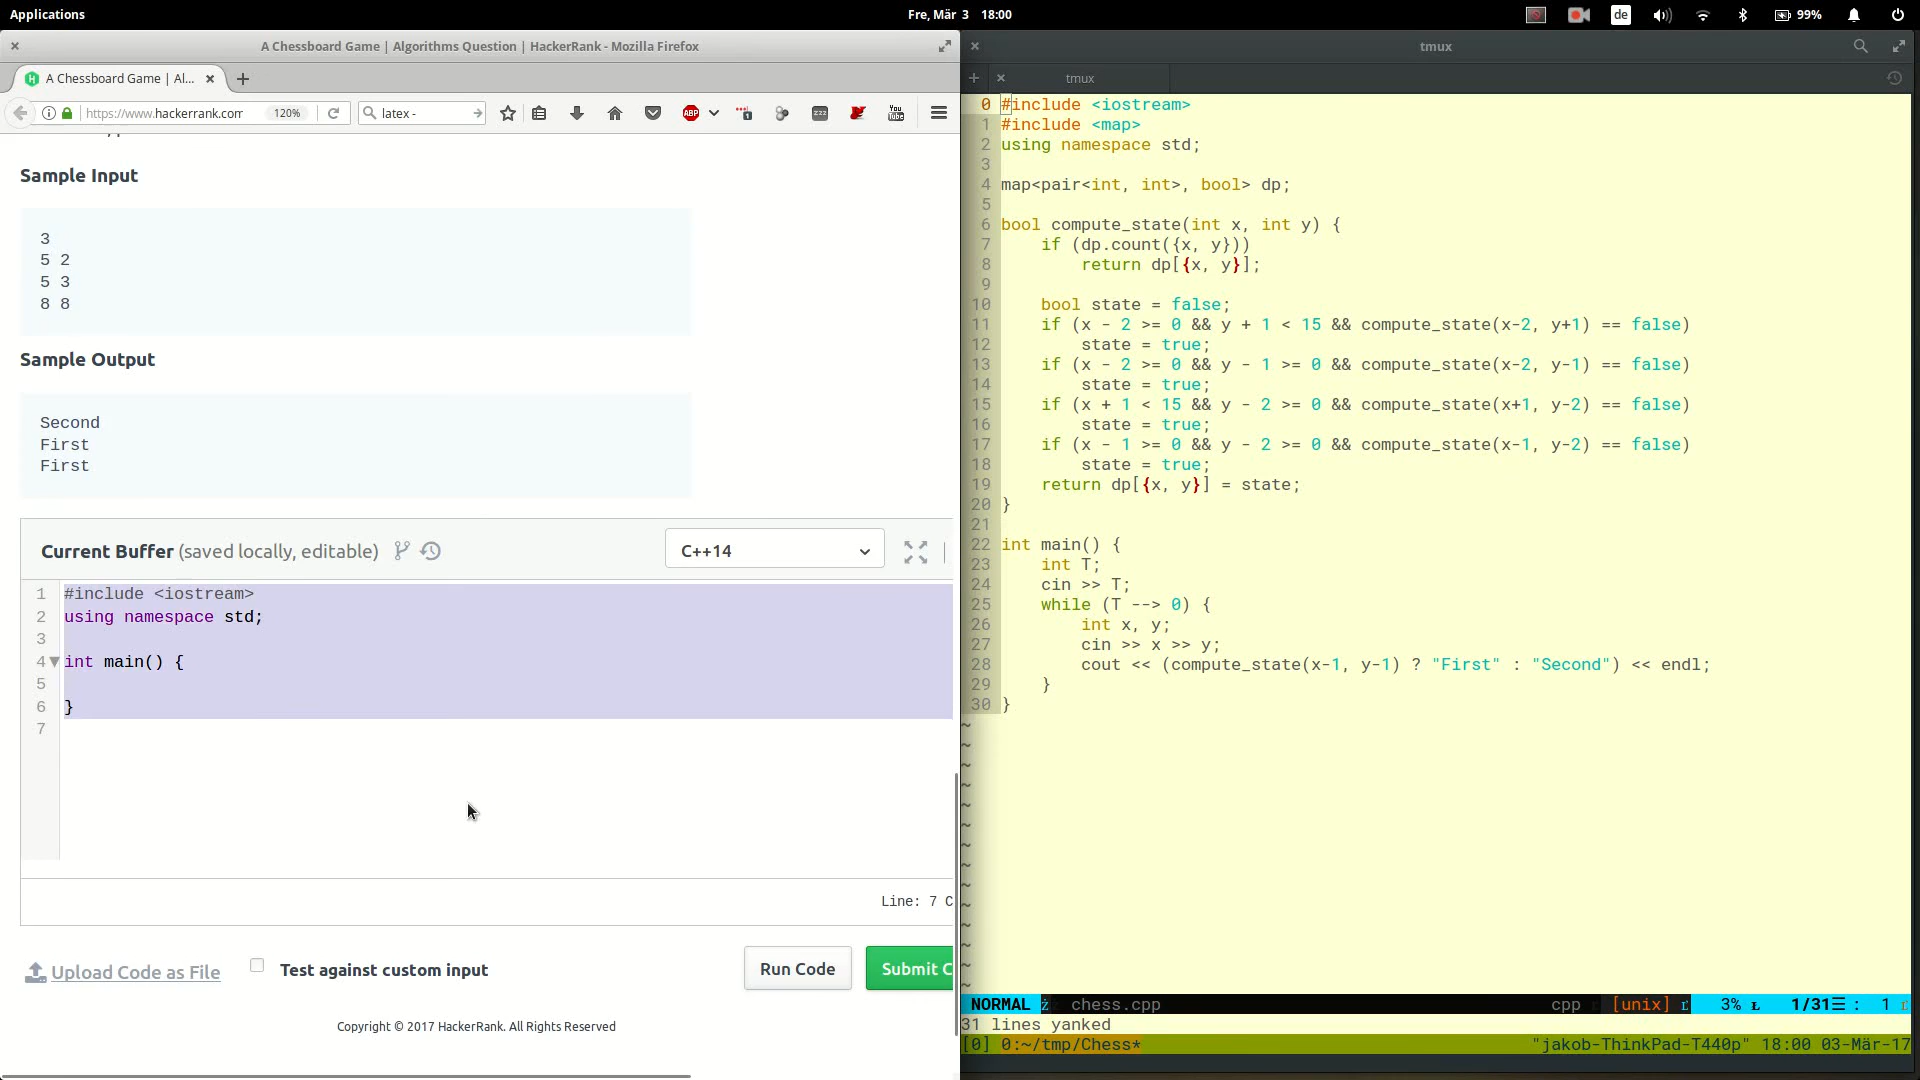 Applications
Fre, Mär 3 18:00
de
99%
A Chessboard Game | Algorithms Question | HackerRank - Mozilla Firefox
A Chessboard Game | Al...
https://www.hackerrank.com
120%
latex -
ABP
You
Tube
Sample Input
3
5 2
5 3
8 8
Sample Output
Second
First
First
Current Buffer (saved locally, editable)
C++14
1 #include <iostream>
2 using namespace std;
3
4 int main() {
5
6 }
7
Line: 7 C
Upload Code as File
Test against custom input
Run Code
Submit C
Copyright © 2017 HackerRank. All Rights Reserved
tmux
tmux
0 #include <iostream>
1 #include <map>
2 using namespace std;
3
4 map<pair<int, int>, bool> dp;
5
6 bool compute_state(int x, int y) {
7     if (dp.count({x, y}))
8         return dp[{x, y}];
9
10     bool state = false;
11     if (x - 2 >= 0 && y + 1 < 15 && compute_state(x-2, y+1) == false)
12         state = true;
13     if (x - 2 >= 0 && y - 1 >= 0 && compute_state(x-2, y-1) == false)
14         state = true;
15     if (x + 1 < 15 && y - 2 >= 0 && compute_state(x+1, y-2) == false)
16         state = true;
17     if (x - 1 >= 0 && y - 2 >= 0 && compute_state(x-1, y-2) == false)
18         state = true;
19     return dp[{x, y}] = state;
20 }
21
22 int main() {
23     int T;
24     cin >> T;
25     while (T --> 0) {
26         int x, y;
27         cin >> x >> y;
28         cout << (compute_state(x-1, y-1) ? "First" : "Second") << endl;
29     }
30 }
~
~
~
~
~
~
~
~
~
~
~
~
~
~
NORMAL chess.cpp cpp [unix] 3% 1/31☰ : 1
31 lines yanked
[0] 0:~/tmp/Chess* "jakob-ThinkPad-T440p" 18:00 03-Mär-17